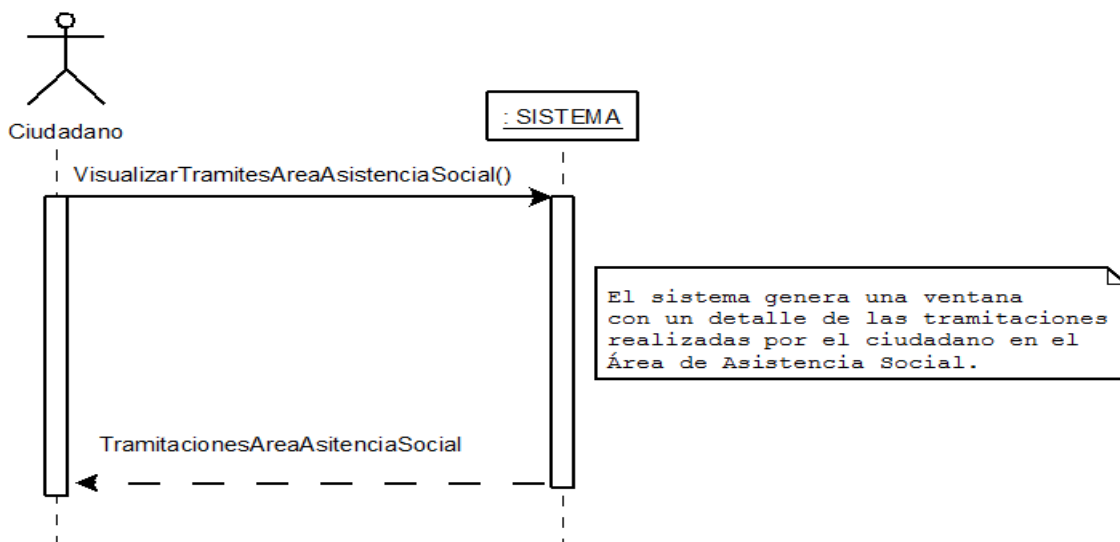 Ciudadano
: SISTEMA
VisualizarTramitesAreaAsistenciaSocial()
El sistema genera una ventana
con un detalle de las tramitaciones
realizadas por el ciudadano en el
Área de Asistencia Social.
TramitacionesAreaAsitenciaSocial